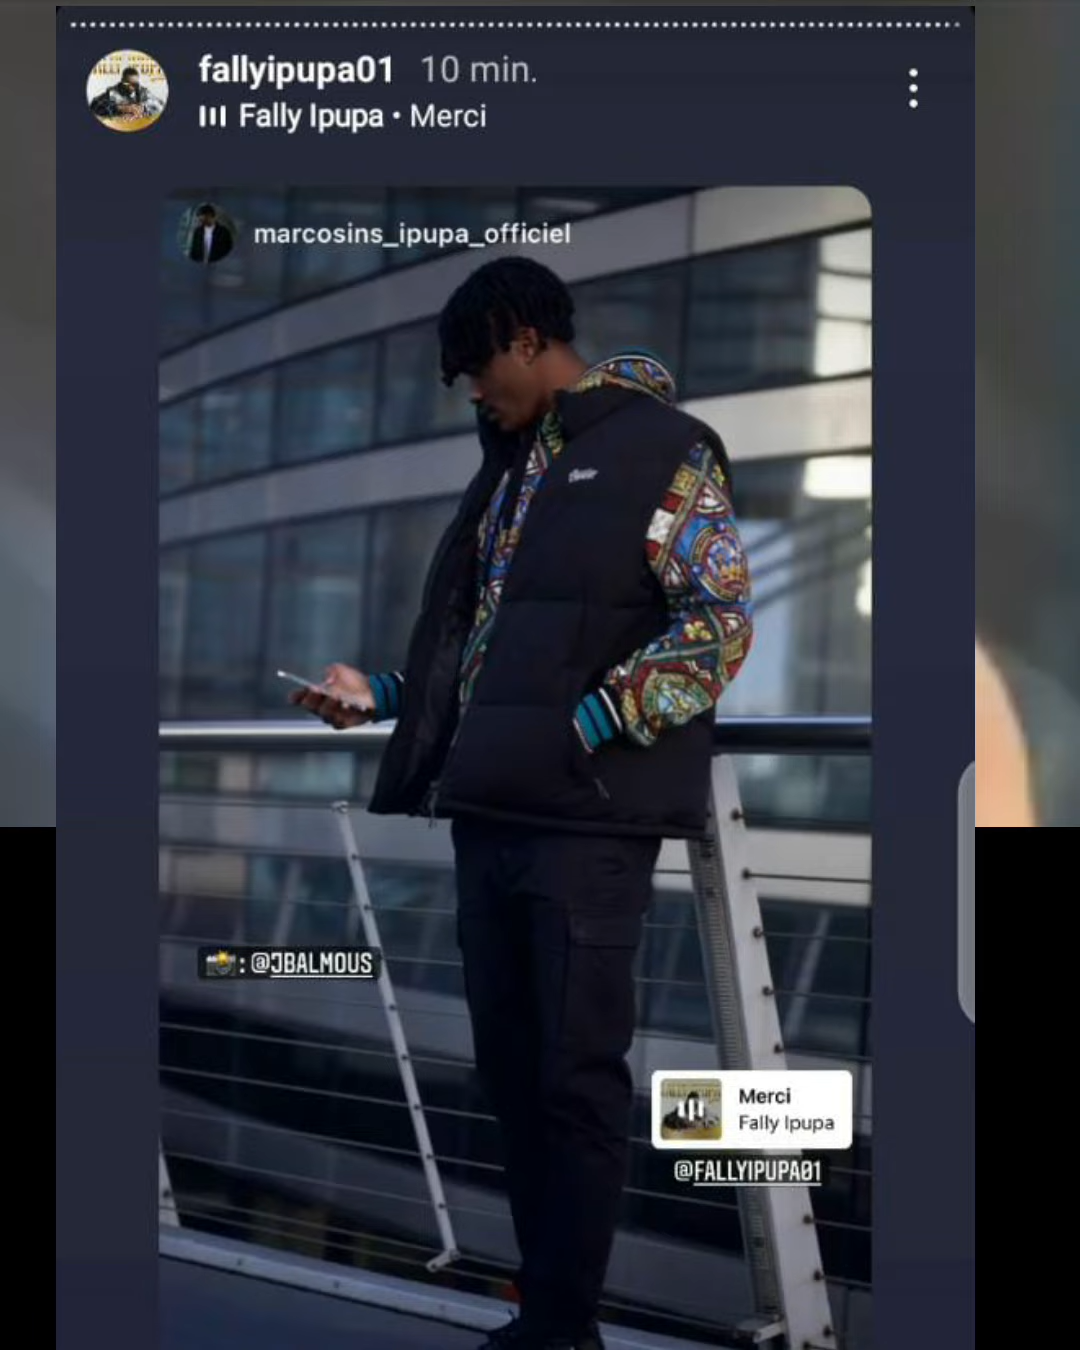 fallyipupa01 10 min.
Fally Ipupa • Merci
marcosins_ipupa_officiel
: @JBALMOUS
Merci
Fally Ipupa
@FALLYIPUPA01